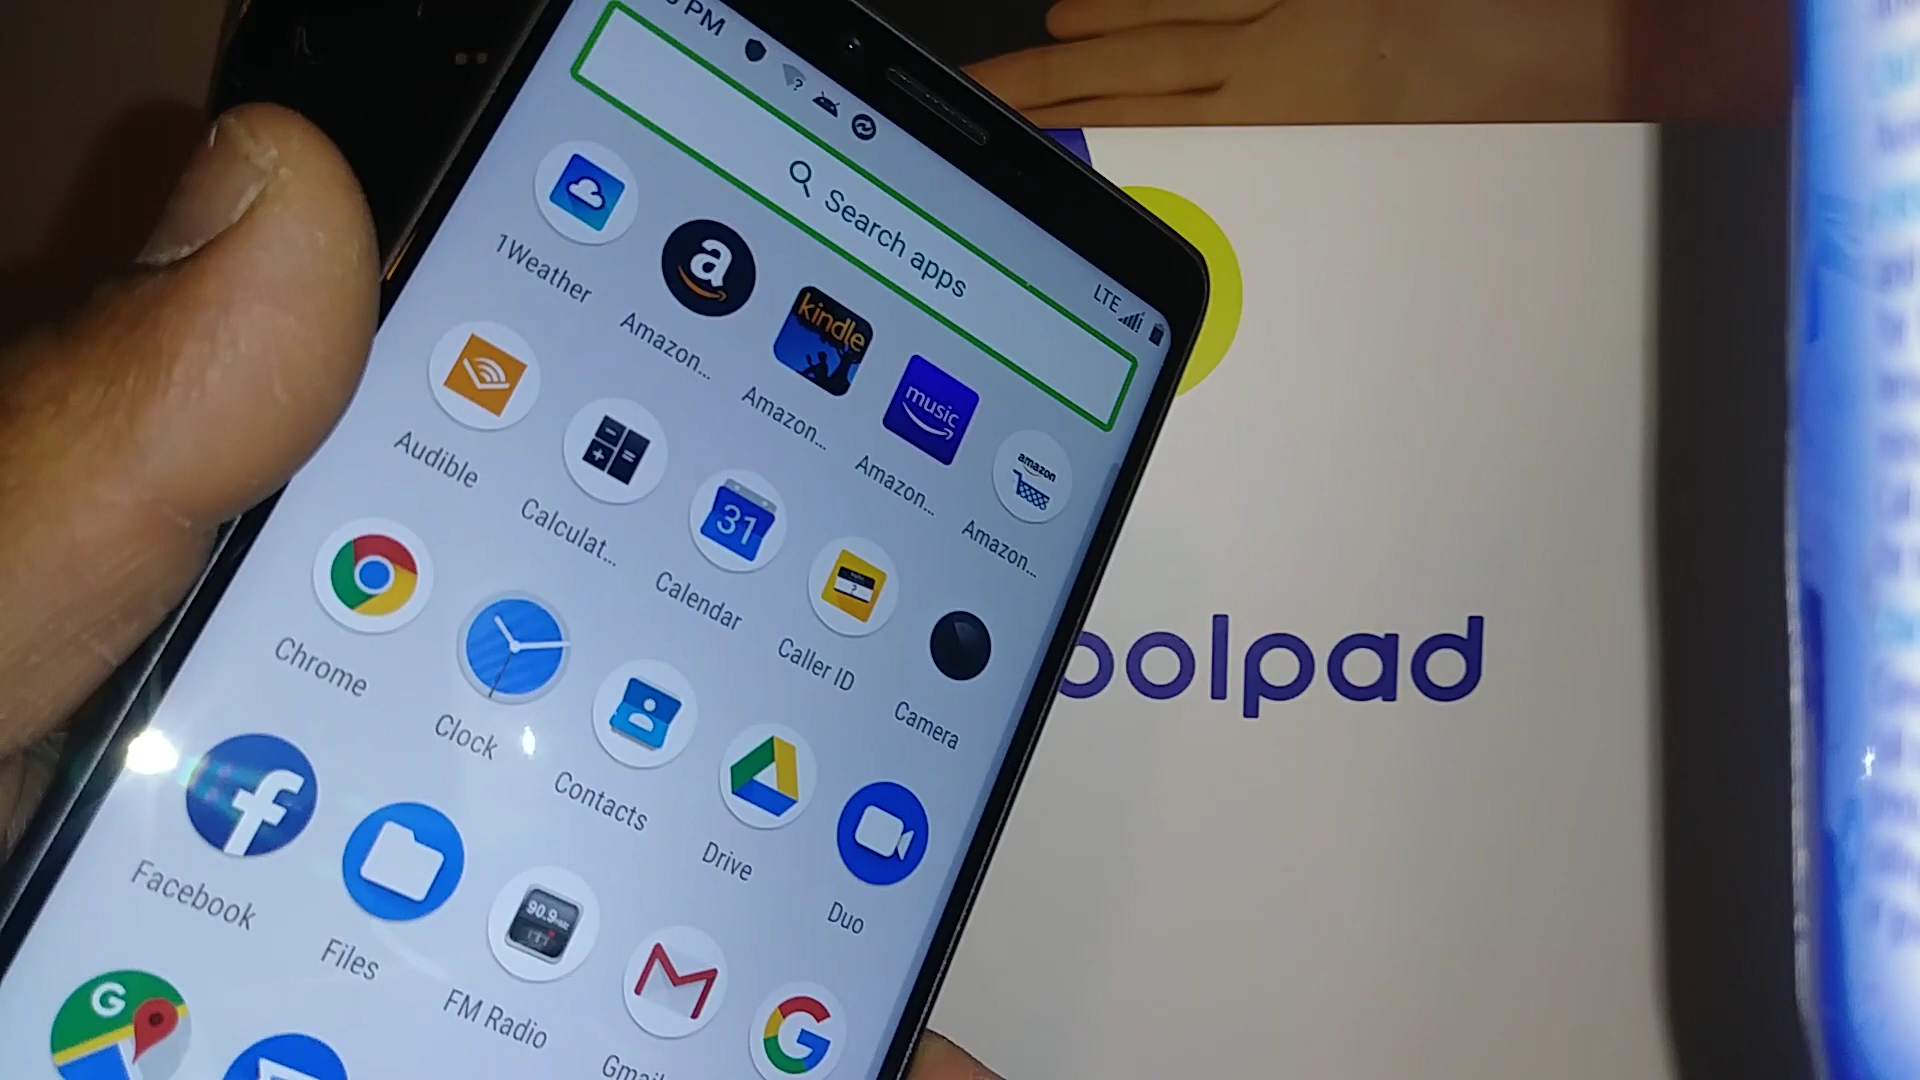 PM
LTE
Search apps
1Weather
a
Amazon...
kindle
Amazon...
music
Amazon...
amazon
Amazon...
Audible
Calculat...
31
Calendar
?
Caller ID
Camera
Chrome
Clock
Contacts
Drive
Duo
f
Facebook
Files
90.9
FM Radio
M
Gmail
G
G
oolpad